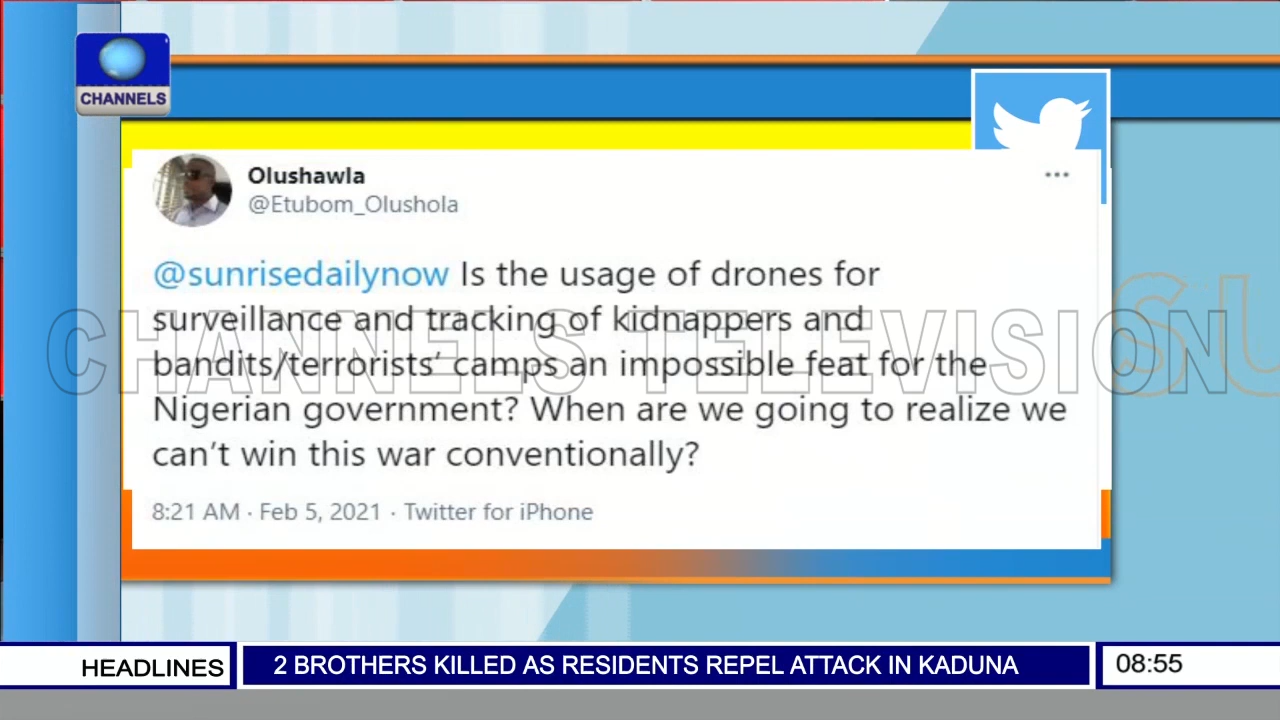 CHANNELS
Olushawla
@Etubom_Olushola
@sunrisedailynow Is the usage of drones for
surveillance and tracking of kidnappers and
bandits/terrorists' camps an impossible feat for the
Nigerian government? When are we going to realize we
can't win this war conventionally?
8:21 AM · Feb 5, 2021 · Twitter for iPhone
CHANNELS TELEVISION
SU
HEADLINES
2 BROTHERS KILLED AS RESIDENTS REPEL ATTACK IN KADUNA
08:55